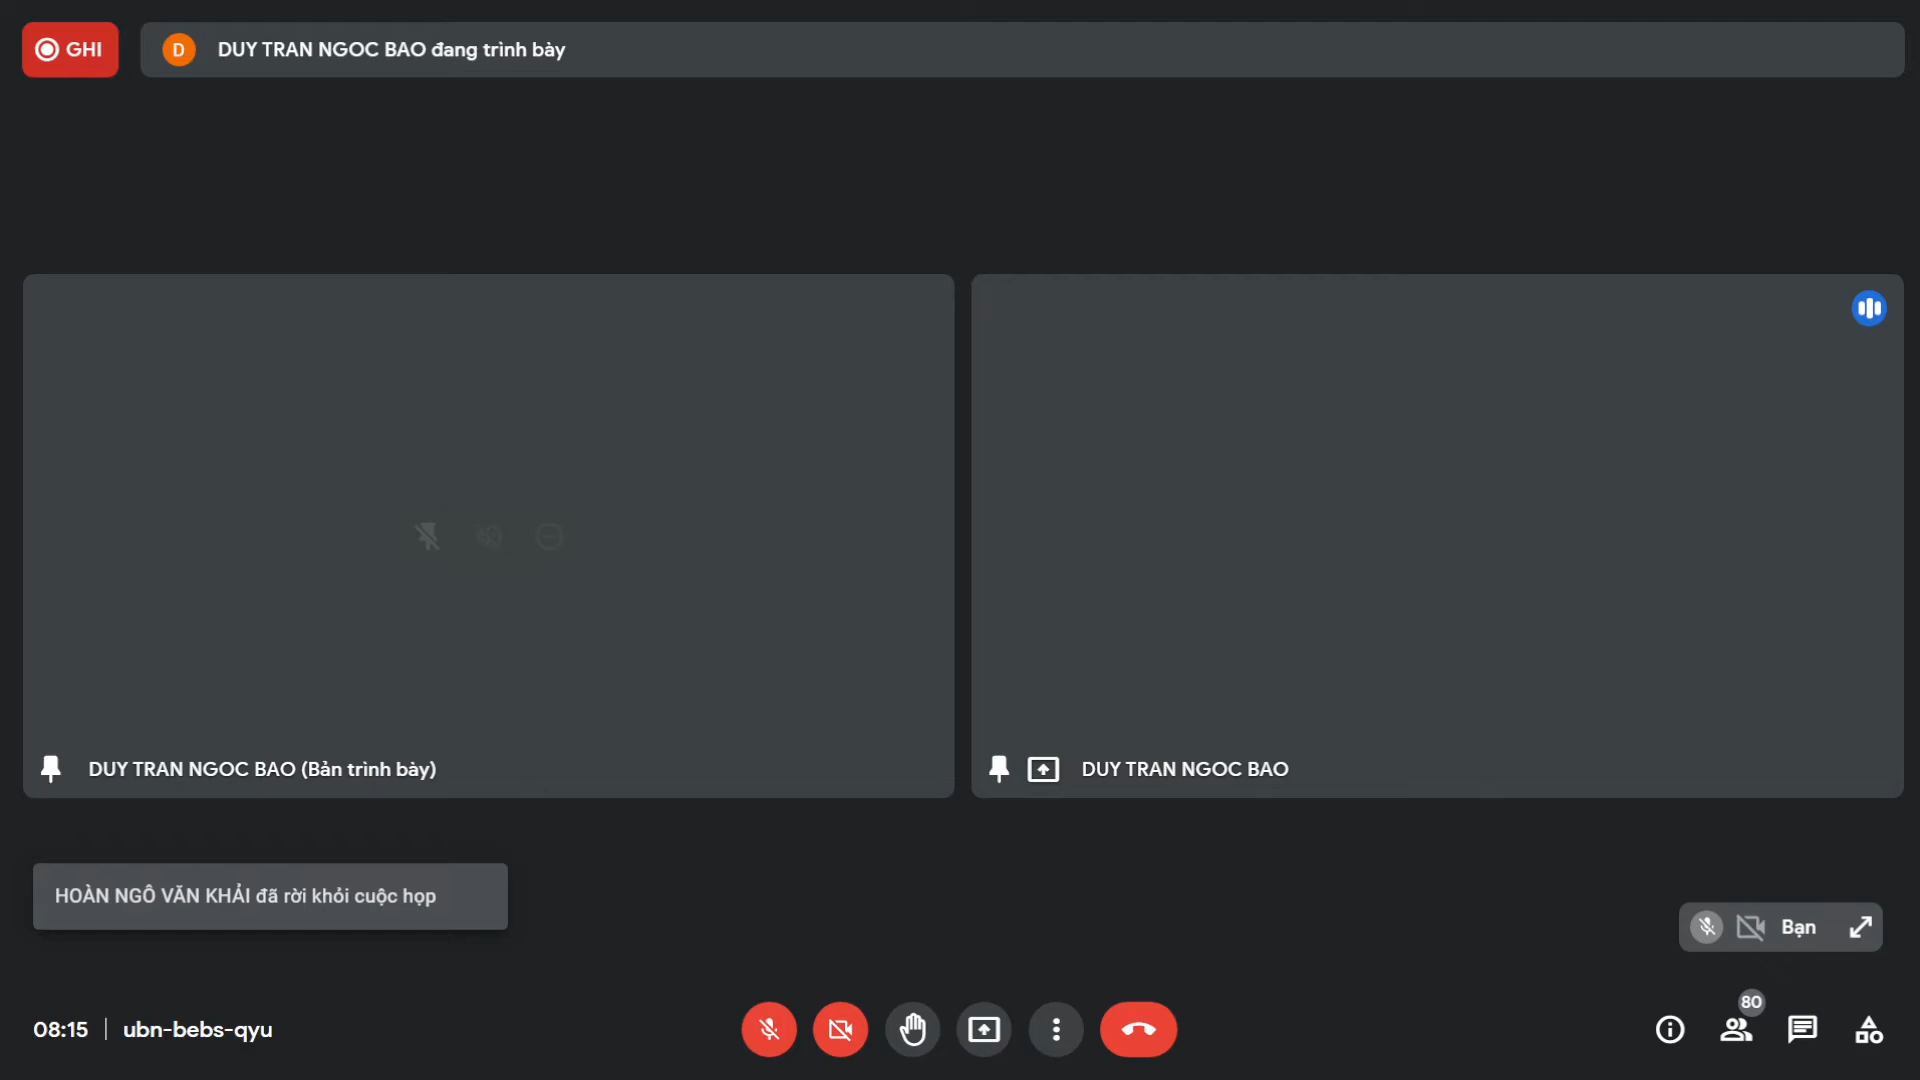 GHI
D
DUY TRAN NGOC BAO đang trình bày
DUY TRAN NGOC BAO (Bản trình bày)
DUY TRAN NGOC BAO
HOÀN NGÔ VĂN KHẢI đã rời khỏi cuộc họp
Bạn
08:15
ubn-bebs-qyu
80